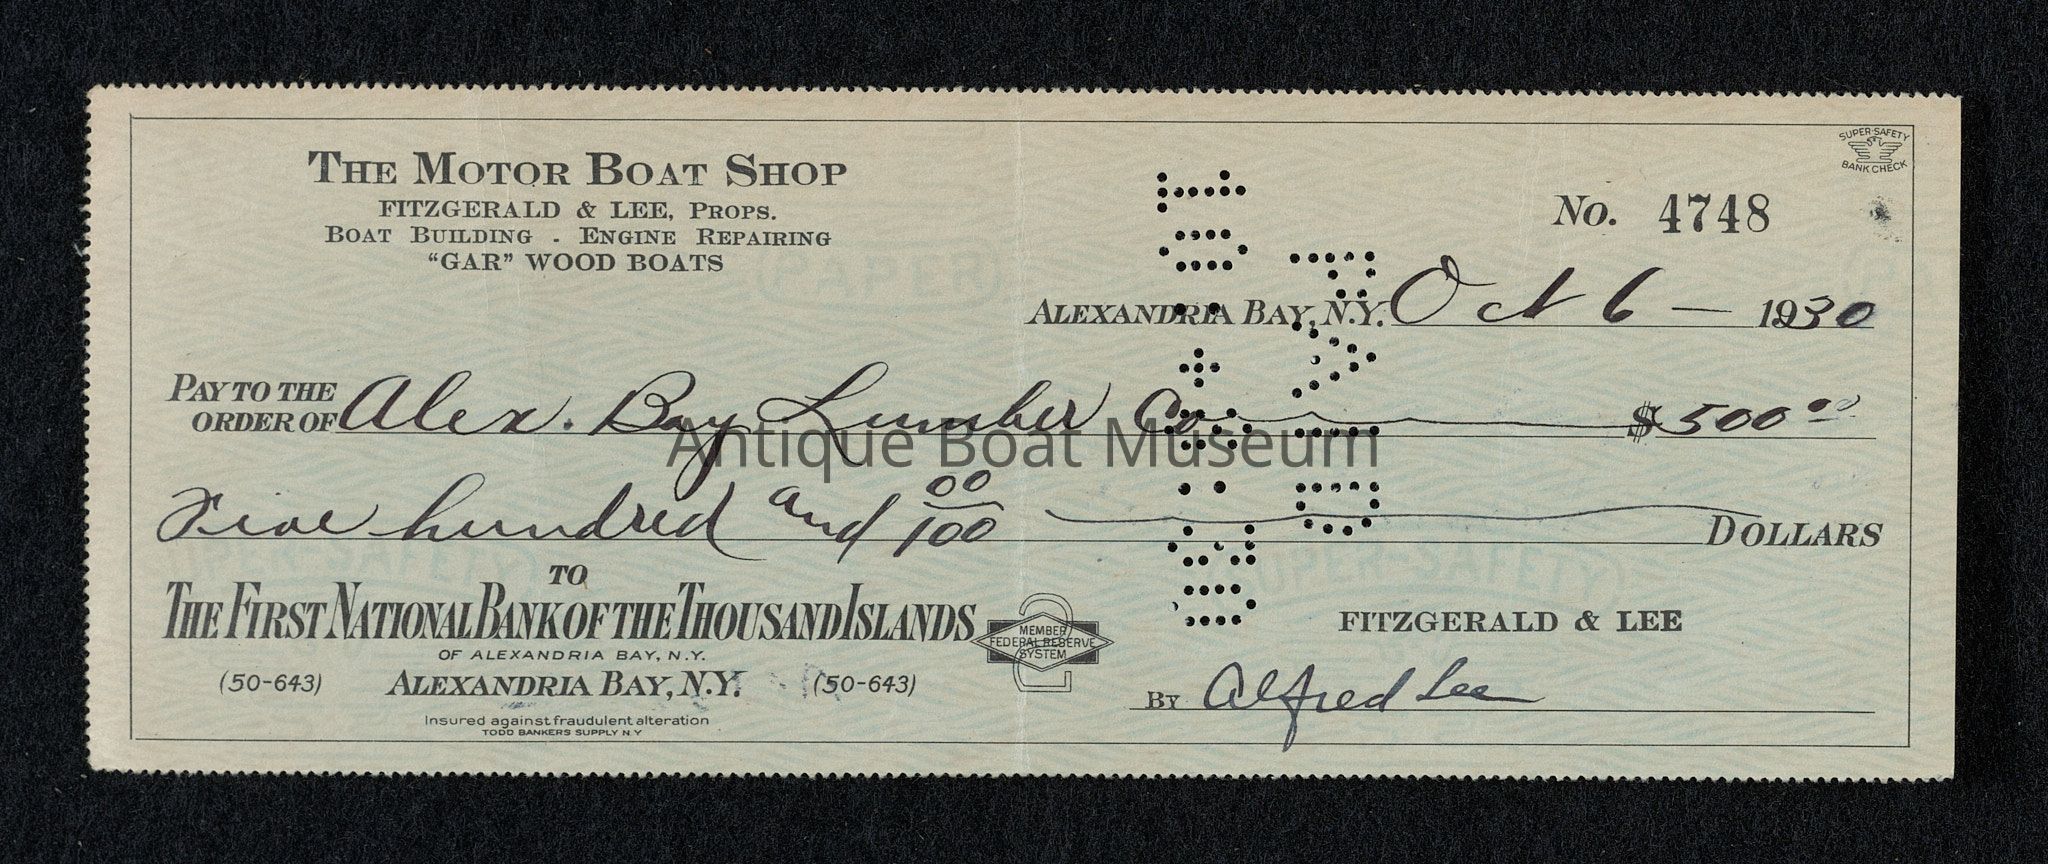 THE MOTOR BOAT SHOP
FITZGERALD & LEE, PROPS.
BOAT BUILDING - ENGINE REPAIRING
"GAR" WOOD BOATS
SUPER-SAFETY
BANK CHECK
No. 4748
ALEXANDRIA BAY, N.Y. Oct 6 — 1930
PAY TO THE
ORDER OF Alex. Bay Lumber Co. $ 500 00
Antique Boat Museum
Five hundred and 00/100 DOLLARS
TO
THE FIRST NATIONAL BANK OF THE THOUSAND ISLANDS
OF ALEXANDRIA BAY, N.Y.
(50-643) ALEXANDRIA BAY, N.Y. (50-643)
Insured against fraudulent alteration
TODD BANKERS SUPPLY N.Y
2
MEMBER
FEDERAL RESERVE
SYSTEM
FITZGERALD & LEE
BY Alfred Lee
PAID
SUPER-SAFETY